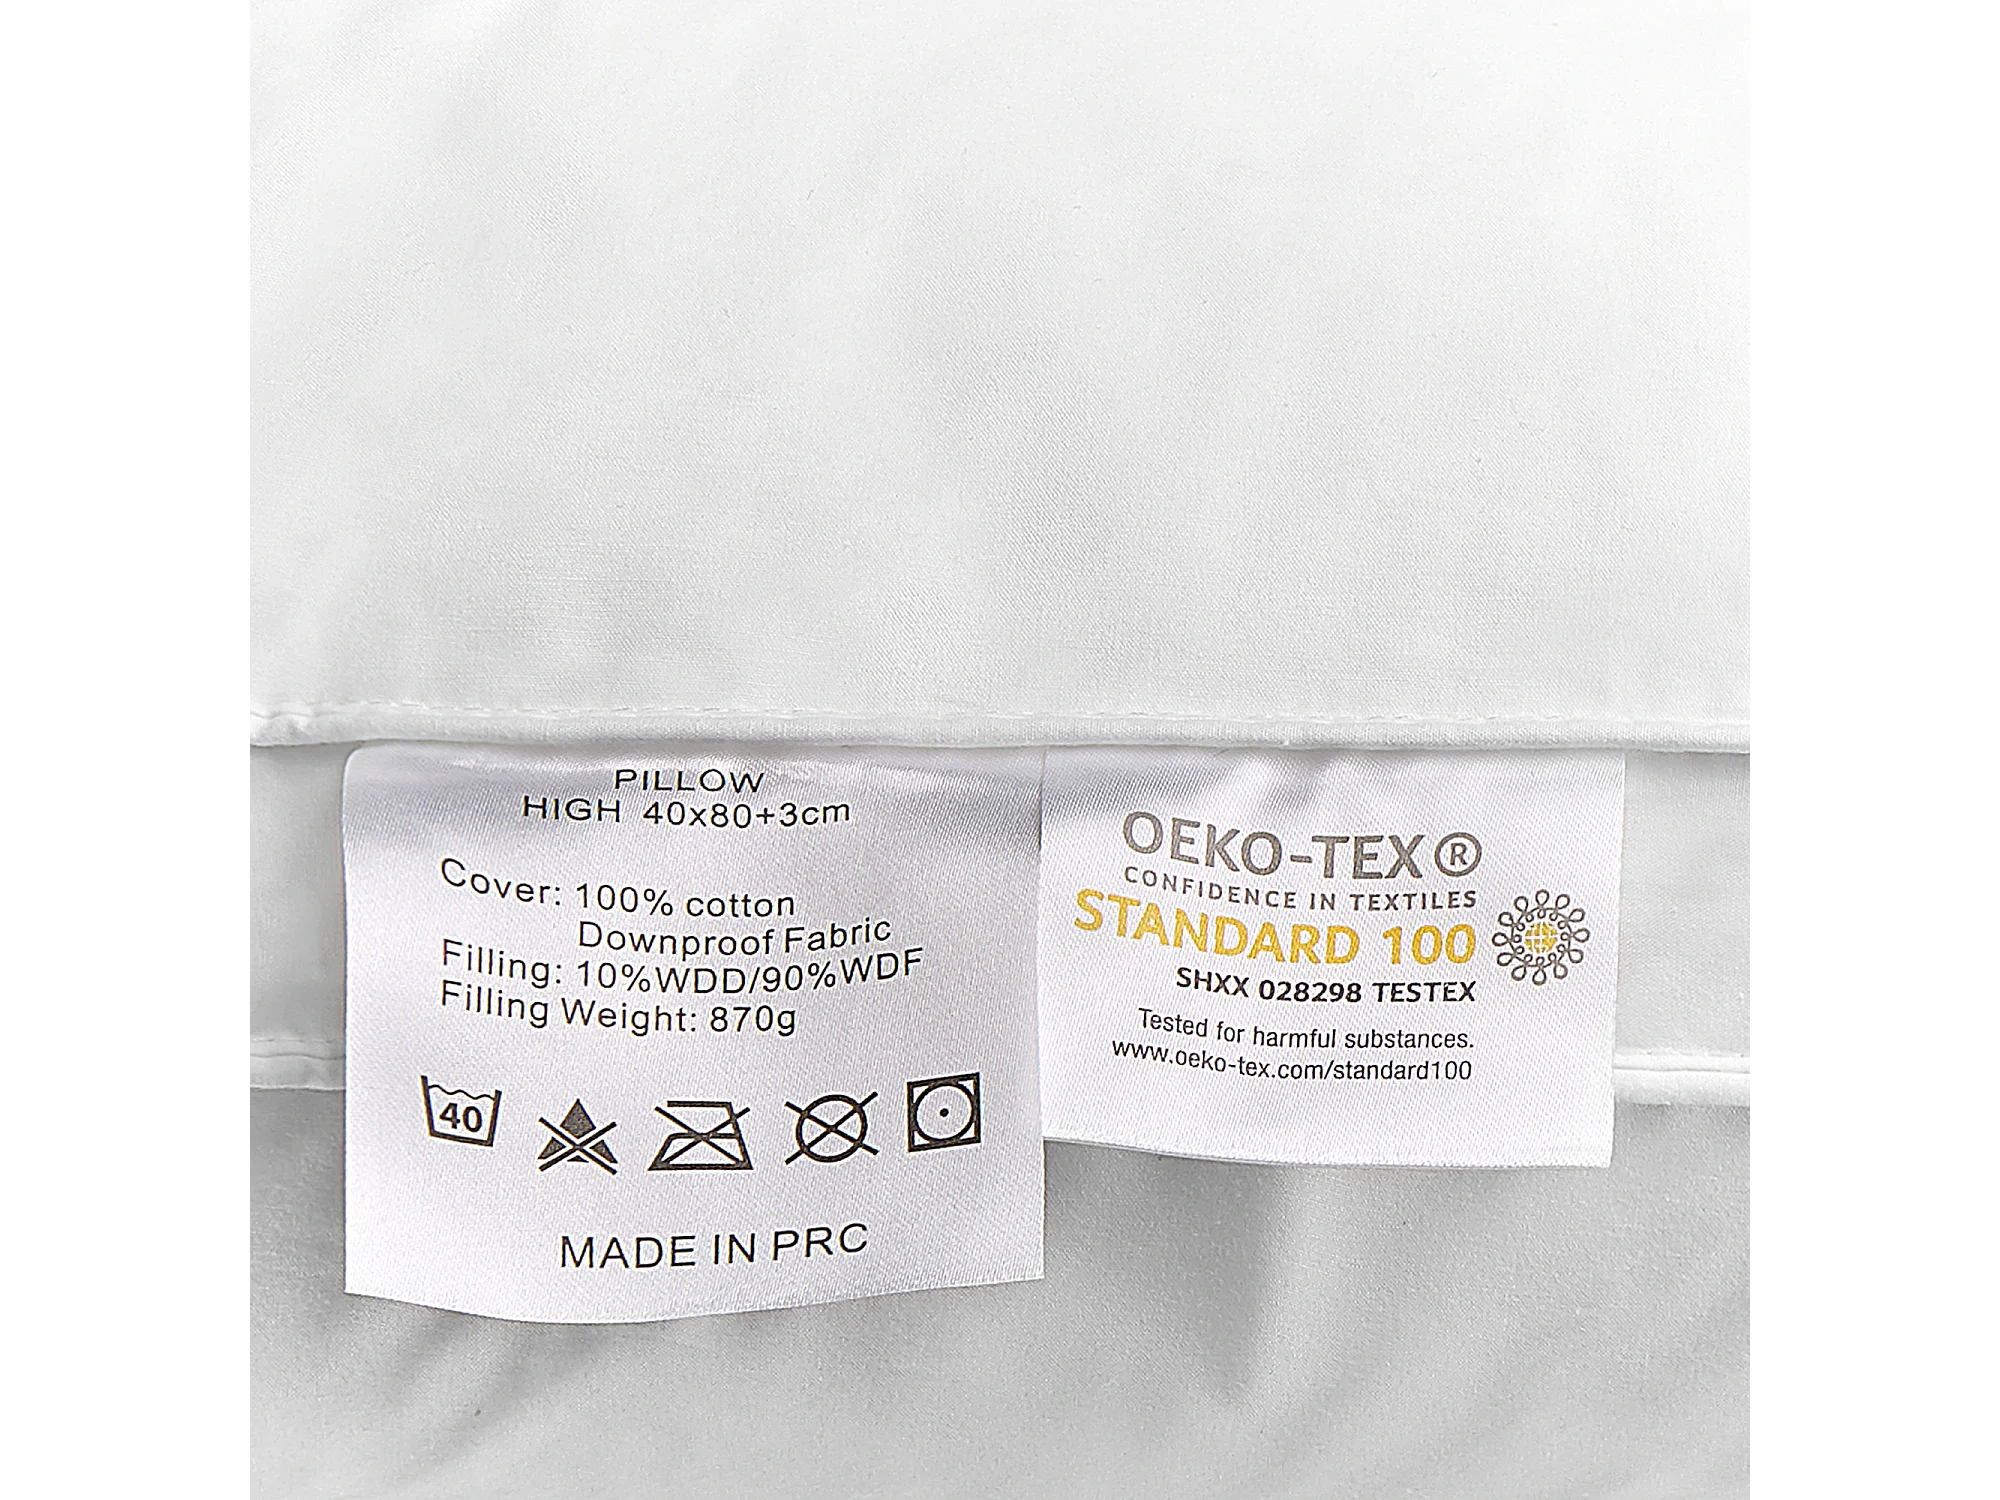 PILLOW
HIGH 40x80+3cm
Cover: 100% cotton
Downproof Fabric
Filling: 10%WDD/90%WDF
Filling Weight: 870g
40
MADE IN PRC
OEKO-TEX®
CONFIDENCE IN TEXTILES
STANDARD 100
SHXX 028298 TESTEX
Tested for harmful substances.
www.oeko-tex.com/standard100